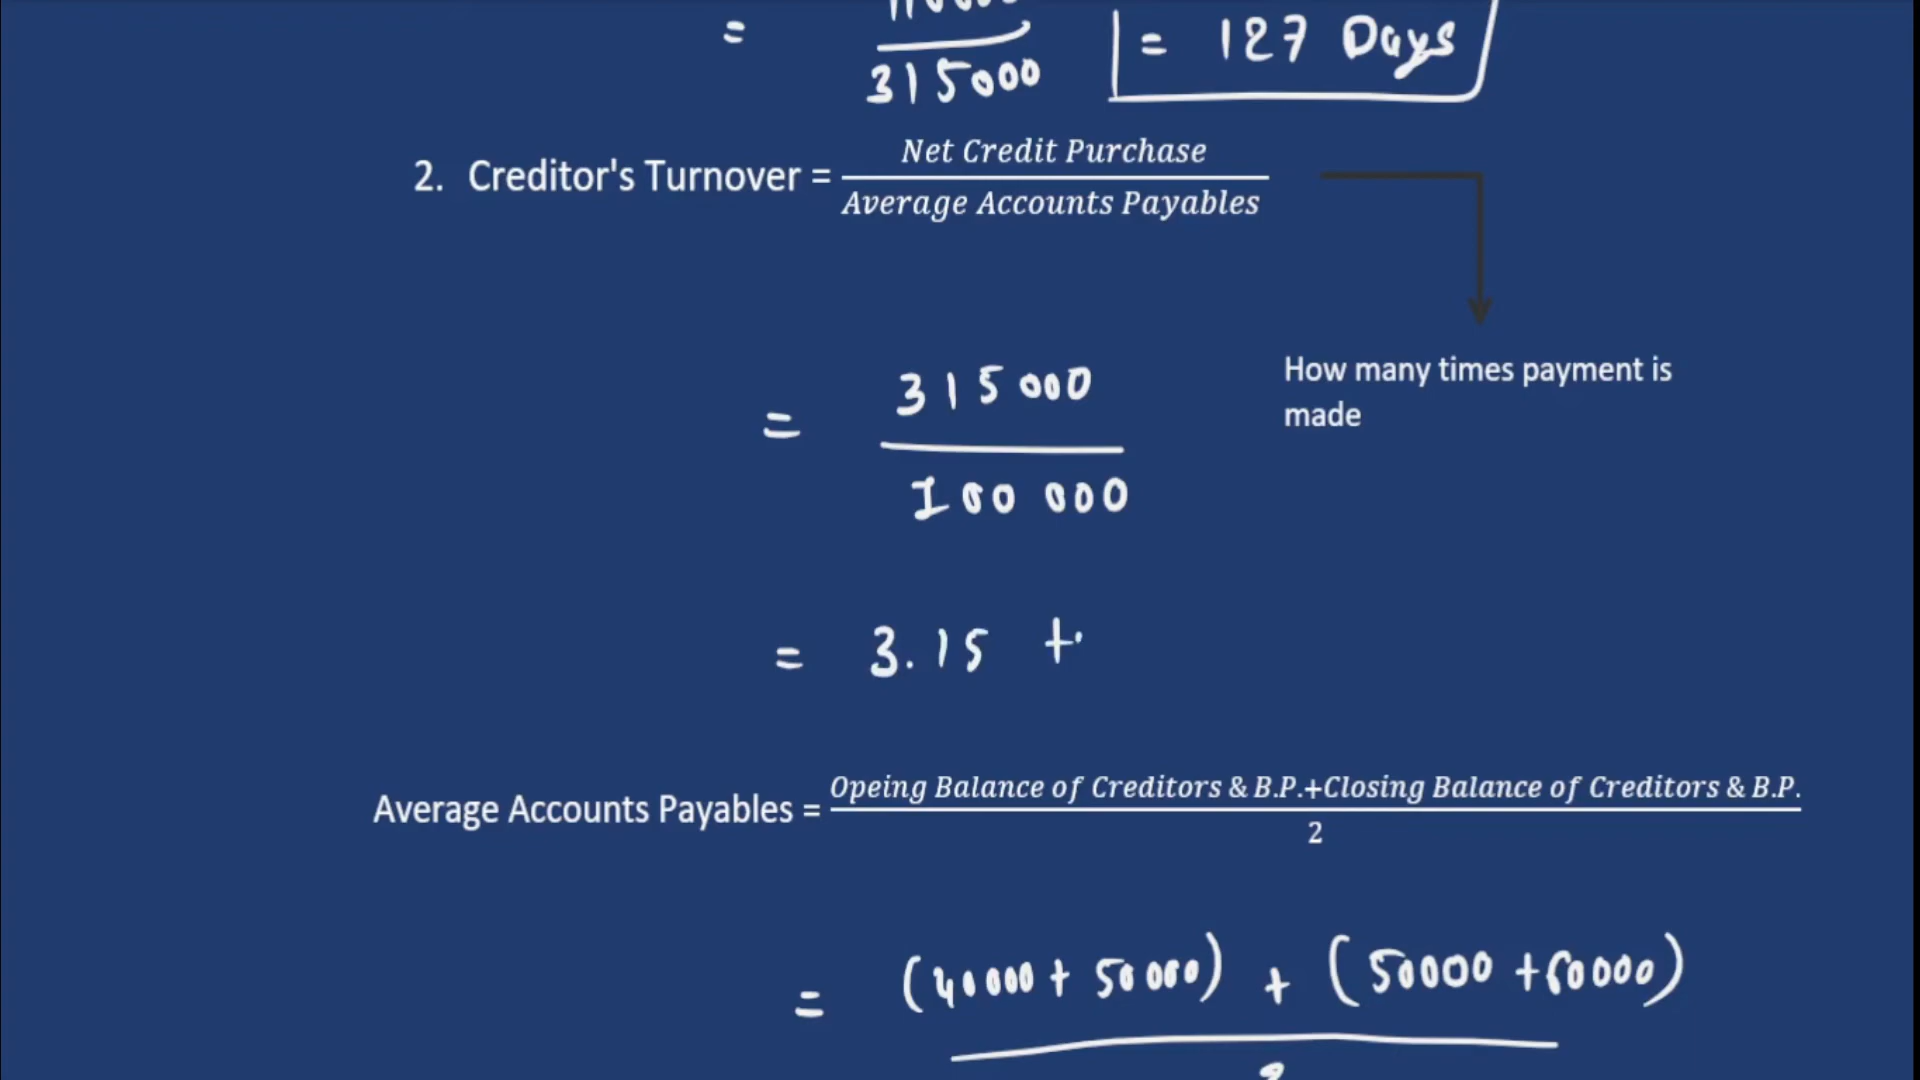 =
315000
= 127 Days
2. Creditor's Turnover = Net Credit Purchase
Average Accounts Payables
How many times payment is
made
= 315000
100 000
= 3.15 t
Average Accounts Payables = Opeing Balance of Creditors & B.P.+Closing Balance of Creditors & B.P.
2
= (40000 + 50000) + (50000 + 60000)